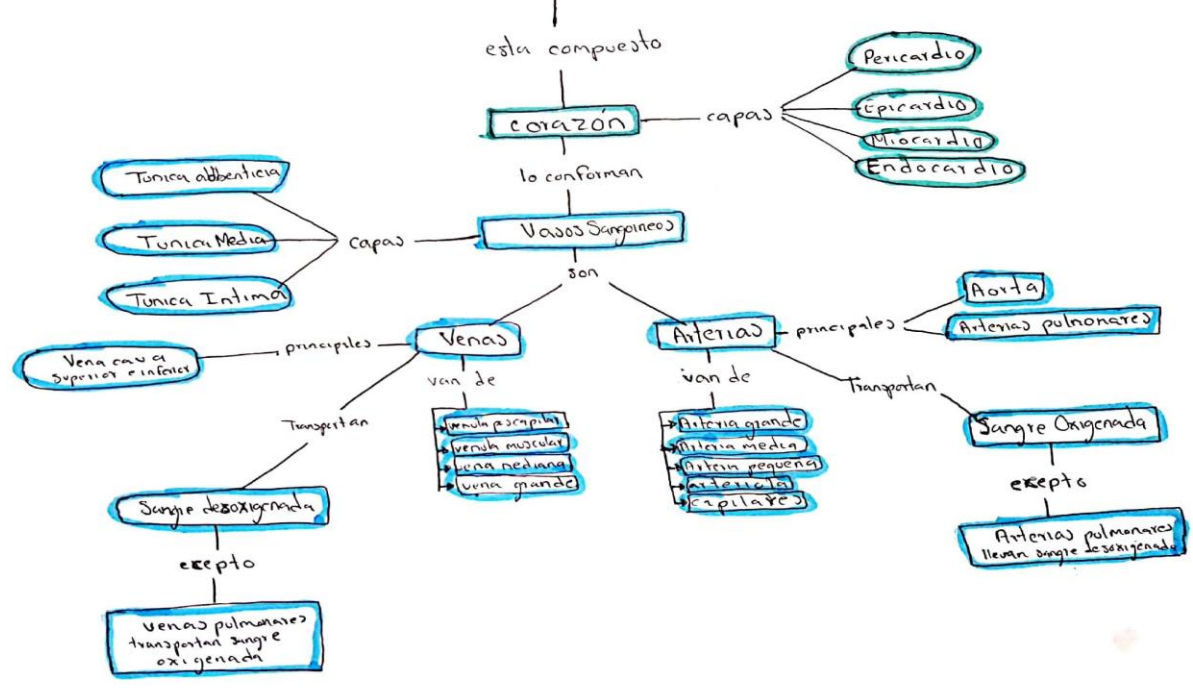 esta compuesto
corazón
capas
Pericardio
Epicardio
Miocardio
Endocardio
lo conforman
Vasos Sanguineos
capas
Tunica addbenticia
Tunica Media
Tunica Intima
son
Venas
principales
Vena cava
superior e inferior
van de
venula poscapilar
venula muscular
vena mediana
vena grande
Transportan
Sangre desoxigenada
exepto
venas pulmonares
transportan sangre
oxigenada
Arterias
principales
Aorta
Arterias pulmonares
van de
Arteria grande
Arteria media
Arteria pequeña
arteriola
capilares
Transportan
Sangre Oxigenada
exepto
Arterias pulmonares
llevan sangre desoxigenada